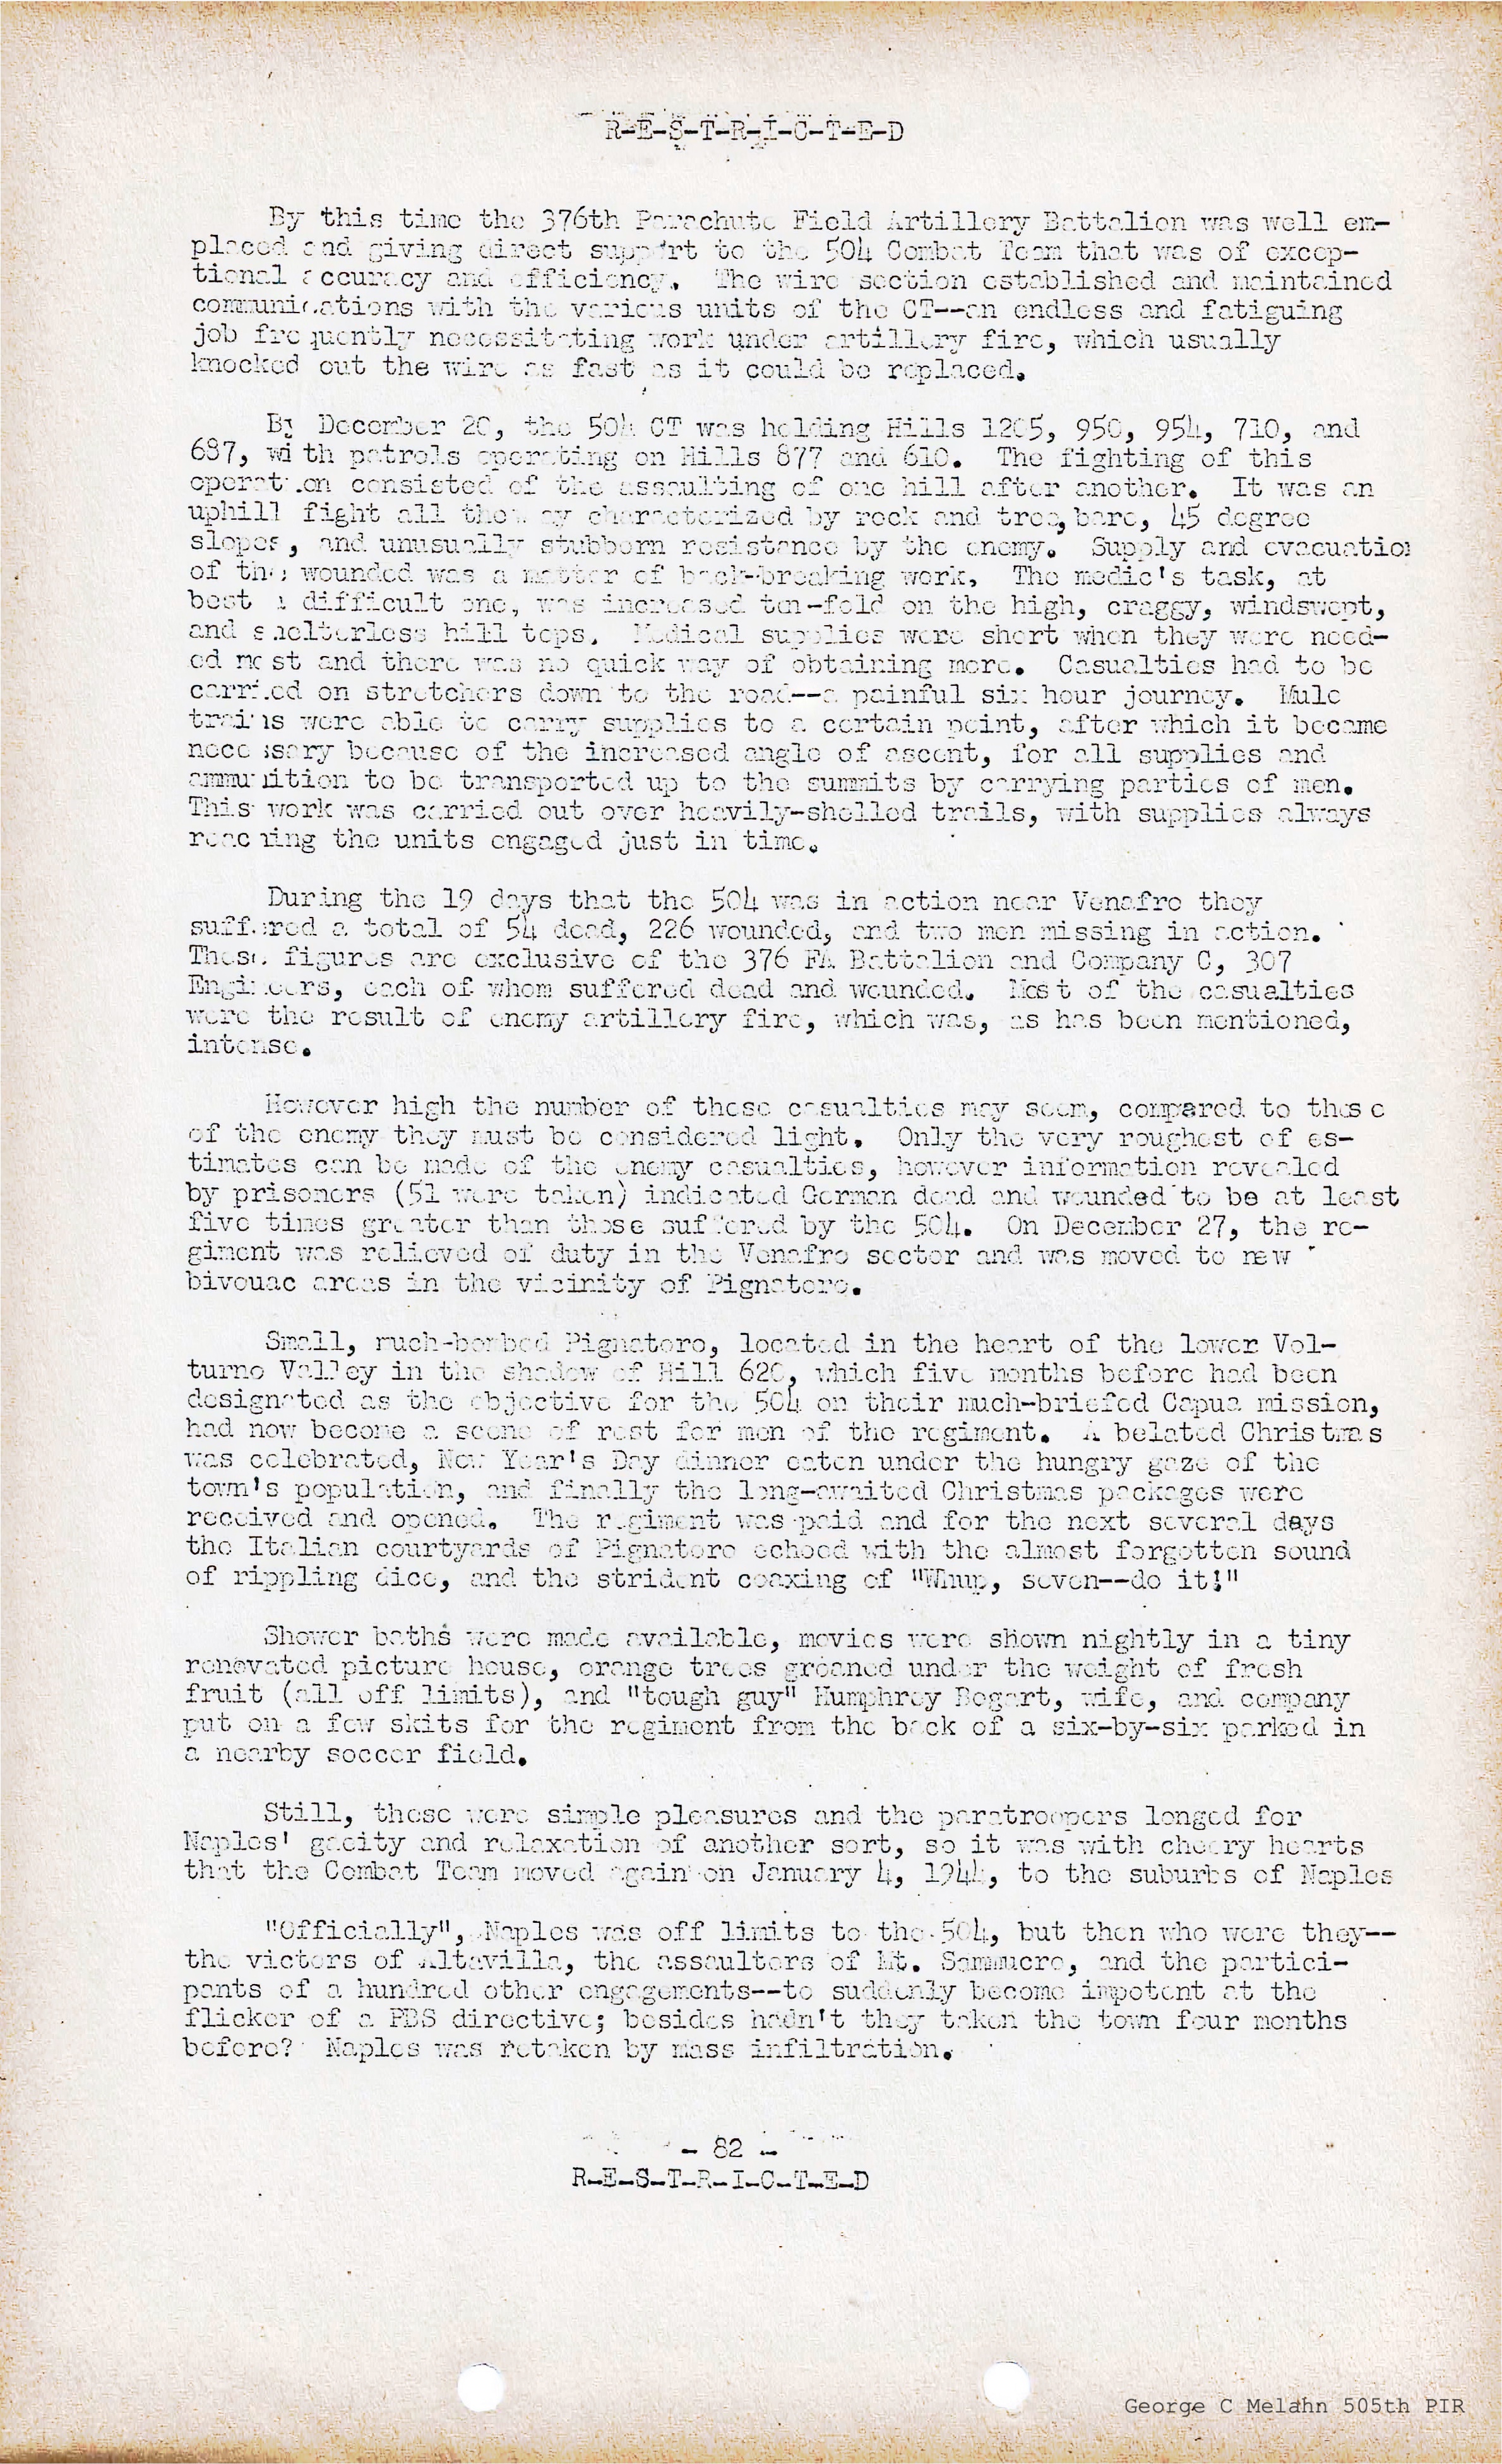 R-E-S-T-R-I-C-T-E-D
By this time the 376th Parachute Field Artillery Battalion was well em-
placed and giving direct support to the 504 Combat Team that was of excep-
tional accuracy and efficiency. The wire section established and maintained
communications with the various units of the CT--an endless and fatiguing
job frequently necessitating work under artillery fire, which usually
knocked out the wire as fast as it could be replaced.
By December 20, the 504 CT was holding Hills 1205, 950, 954, 710, and
687, with patrols operating on Hills 877 and 610. The fighting of this
operation consisted of the assaulting of one hill after another. It was an
uphill fight all the way characterized by rock and tree, bare, 45 degree
slopes, and unusually stubborn resistance by the enemy. Supply and evacuation
of the wounded was a matter of back-breaking work. The medic's task, at
best a difficult one, was increased ten-fold on the high, craggy, windswept,
and shelterless hill tops. Medical supplies were short when they were need-
ed most and there was no quick way of obtaining more. Casualties had to be
carried on stretchers down to the road--a painful six hour journey. Mule
trains were able to carry supplies to a certain point, after which it became
necessary because of the increased angle of ascent, for all supplies and
ammunition to be transported up to the summits by carrying parties of men.
This work was carried out over heavily-shelled trails, with supplies always
reaching the units engaged just in time.
During the 19 days that the 504 was in action near Venafro they
suffered a total of 54 dead, 226 wounded, and two men missing in action.
These figures are exclusive of the 376 FA Battalion and Company C, 307
Engineers, each of whom suffered dead and wounded. Most of the casualties
were the result of enemy artillery fire, which was, as has been mentioned,
intense.
However high the number of these casualties may seem, compared to those
of the enemy they must be considered light. Only the very roughest of es-
timates can be made of the enemy casualties, however information revealed
by prisoners (51 were taken) indicated German dead and wounded to be at least
five times greater than those suffered by the 504. On December 27, the re-
giment was relieved of duty in the Venafro sector and was moved to new
bivouac areas in the vicinity of Pignatoro.
Small, much-bombed Pignatoro, located in the heart of the lower Vol-
turno Valley in the shadow of Hill 620, which five months before had been
designated as the objective for the 504 on their much-briefed Capua mission,
had now become a scene of rest for men of the regiment. A belated Christmas
was celebrated, New Year's Day dinner eaten under the hungry gaze of the
town's population, and finally the long-awaited Christmas packages were
received and opened. The regiment was paid and for the next several days
the Italian courtyards of Pignatoro echoed with the almost forgotten sound
of rippling dice, and the strident coaxing of "Whup, seven--do it!"
Shower baths were made available, movies were shown nightly in a tiny
renovated picture house, orange trees groaned under the weight of fresh
fruit (all off limits), and "tough guy" Humphrey Bogart, wife, and company
put on a few skits for the regiment from the back of a six-by-six parked in
a nearby soccer field.
Still, these were simple pleasures and the paratroopers longed for
Naples' gaeity and relaxation of another sort, so it was with cheery hearts
that the Combat Team moved again on January 4, 1944, to the suburbs of Naples
"Officially", Naples was off limits to the 504, but then who were they--
the victors of Altavilla, the assaulters of Mt. Sammucro, and the partici-
pants of a hundred other engagements--to suddenly become impotent at the
flicker of a PBS directive; besides hadn't they taken the town four months
before? Naples was retaken by mass infiltration.
- 82 -
R-E-S-T-R-I-C-T-E-D
George C Melahn 505th PIR